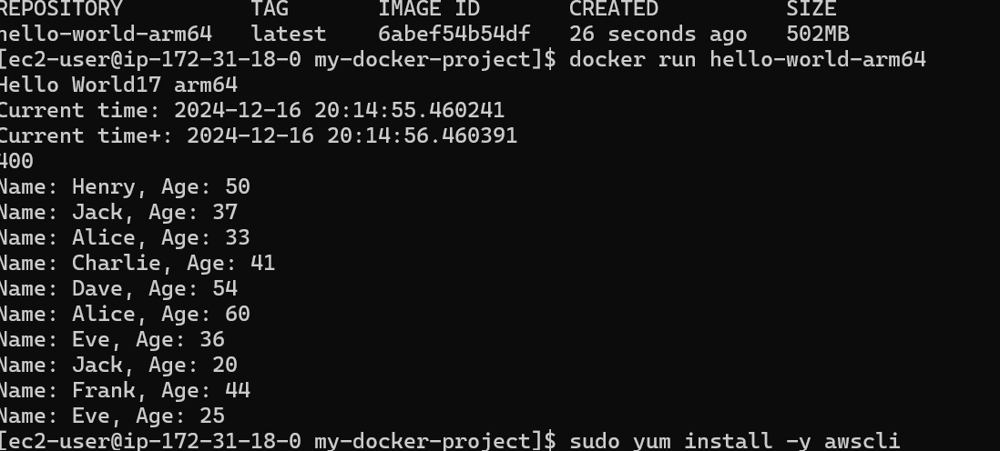 REPOSITORY TAG IMAGE ID CREATED SIZE
hello-world-arm64 latest 6abef54b54df 26 seconds ago 502MB
[ec2-user@ip-172-31-18-0 my-docker-project]$ docker run hello-world-arm64
Hello World17 arm64
Current time: 2024-12-16 20:14:55.460241
Current time+: 2024-12-16 20:14:56.460391
400
Name: Henry, Age: 50
Name: Jack, Age: 37
Name: Alice, Age: 33
Name: Charlie, Age: 41
Name: Dave, Age: 54
Name: Alice, Age: 60
Name: Eve, Age: 36
Name: Jack, Age: 20
Name: Frank, Age: 44
Name: Eve, Age: 25
[ec2-user@ip-172-31-18-0 my-docker-project]$ sudo yum install -y awscli